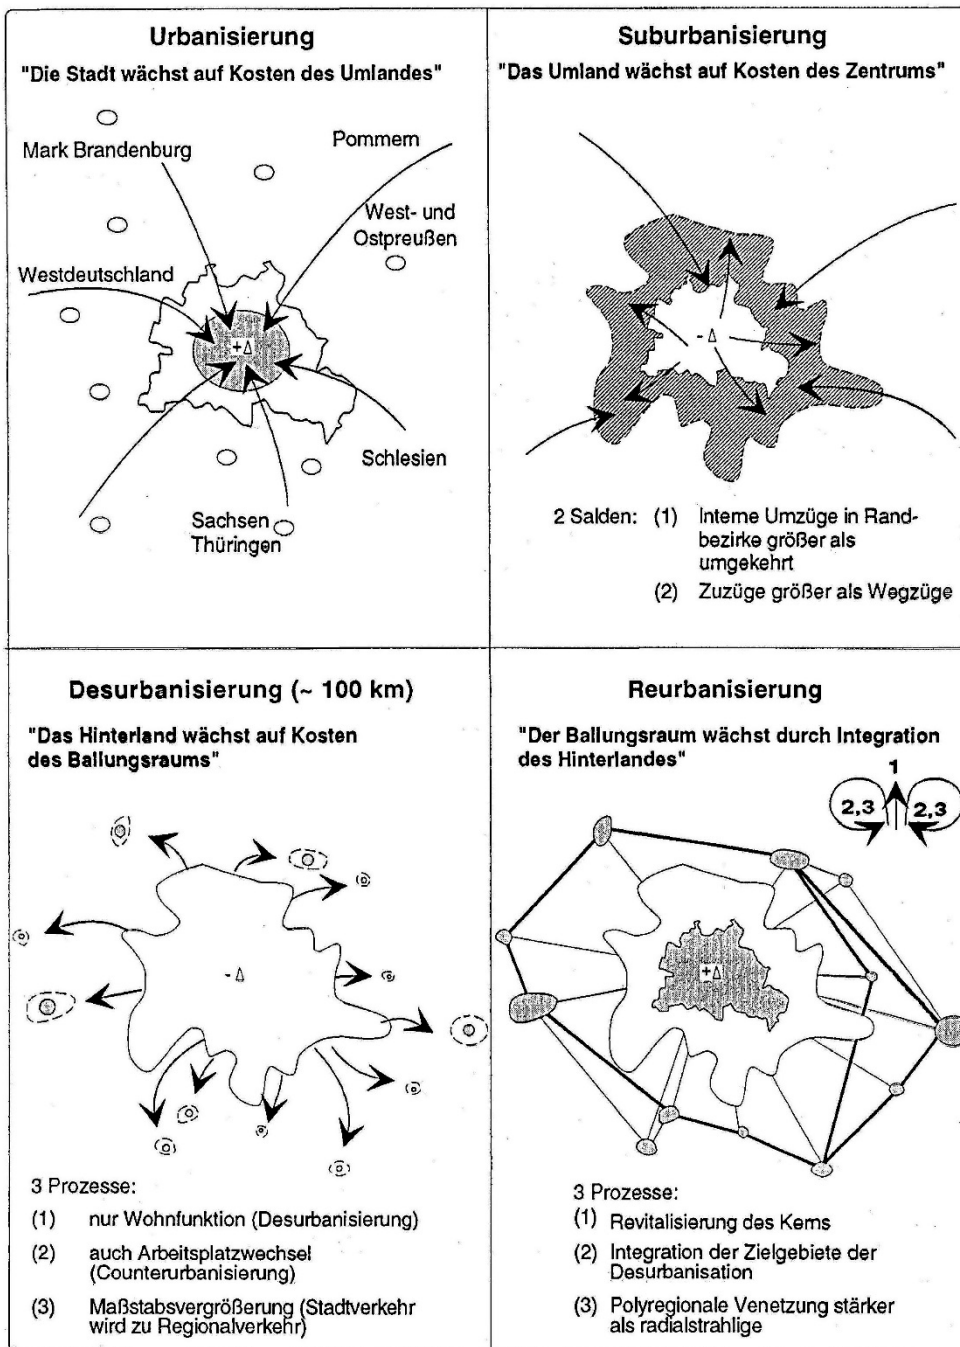 Urbanisierung
"Die Stadt wächst auf Kosten des Umlandes"
Mark Brandenburg
Pommern
West- und
Ostpreußen
Westdeutschland
+Δ
Schlesien
Sachsen
Thüringen
Suburbanisierung
"Das Umland wächst auf Kosten des Zentrums"
- Δ
2 Salden: (1) Interne Umzüge in Rand-
bezirke größer als
umgekehrt
(2) Zuzüge größer als Wegzüge
Desurbanisierung (~ 100 km)
"Das Hinterland wächst auf Kosten
des Ballungsraums"
- Δ
3 Prozesse:
(1) nur Wohnfunktion (Desurbanisierung)
(2) auch Arbeitsplatzwechsel
(Counterurbanisierung)
(3) Maßstabsvergrößerung (Stadtverkehr
wird zu Regionalverkehr)
Reurbanisierung
"Der Ballungsraum wächst durch Integration
des Hinterlandes"
1
2,3 2,3
+Δ
3 Prozesse:
(1) Revitalisierung des Kerns
(2) Integration der Zielgebiete der
Desurbanisation
(3) Polyregionale Venetzung stärker
als radialstrahlige